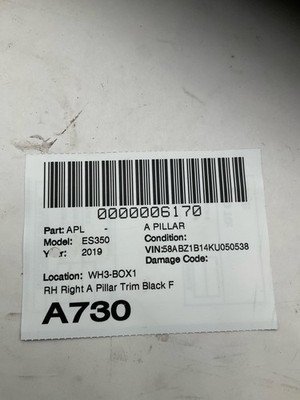 0000006170
Part: APL - A PILLAR
Model: ES350 Condition:
Year: 2019 VIN:58ABZ1B14KU050538
Damage Code:
Location: WH3-BOX1
RH Right A Pillar Trim Black F
A730